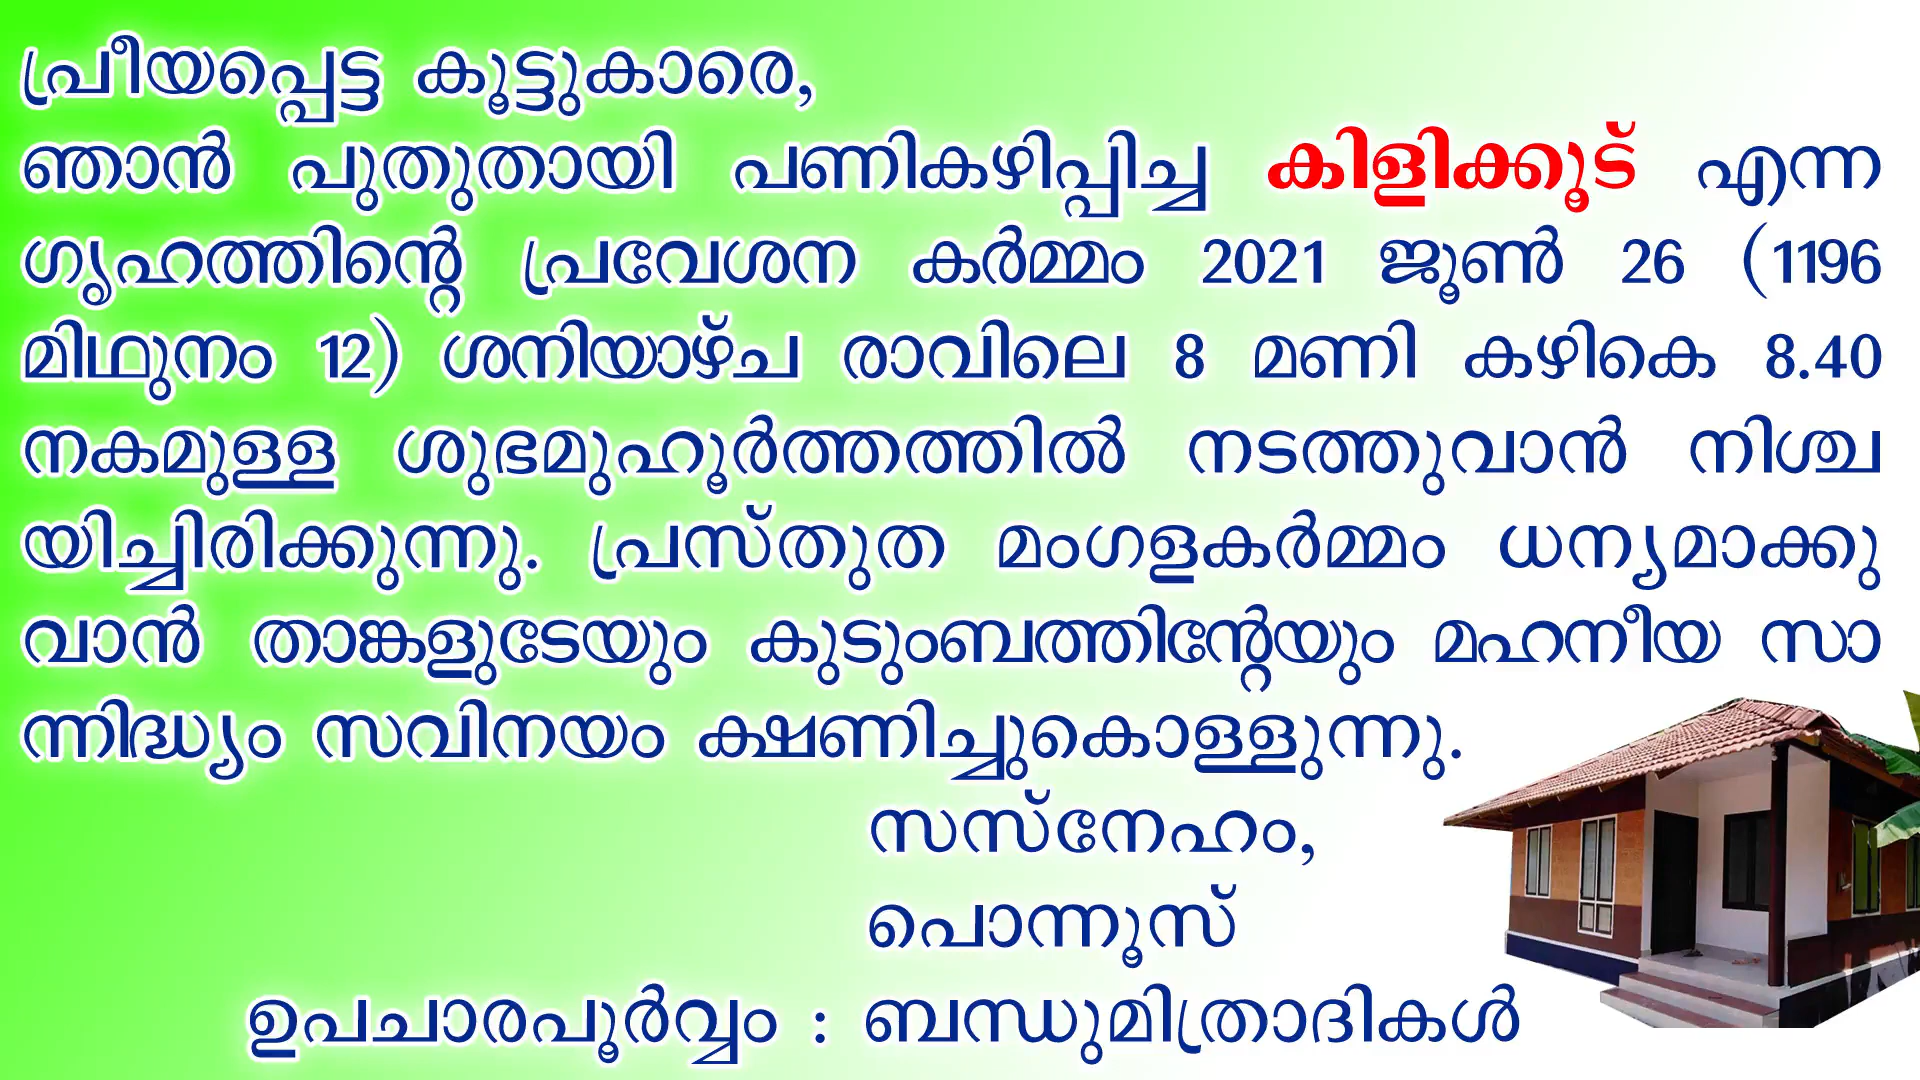 പ്രീയപ്പെട്ട കൂട്ടുകാരെ,
ഞാൻ പുതുതായി പണികഴിപ്പിച്ച കിളിക്കൂട് എന്ന
ഗൃഹത്തിന്റെ പ്രവേശന കർമ്മം 2021 ജൂൺ 26 (1196
മിഥുനം 12) ശനിയാഴ്ച രാവിലെ 8 മണി കഴികെ 8.40
നകമുള്ള ശുഭമുഹൂർത്തത്തിൽ നടത്തുവാൻ നിശ്ച
യിച്ചിരിക്കുന്നു. പ്രസ്തുത മംഗളകർമ്മം ധന്യമാക്കു
വാൻ താങ്കളുടേയും കുടുംബത്തിന്റേയും മഹനീയ സാ
ന്നിദ്ധ്യം സവിനയം ക്ഷണിച്ചുകൊള്ളുന്നു.
സസ്നേഹം,
പൊന്നൂസ്
ഉപചാരപൂർവ്വം : ബന്ധുമിത്രാദികൾ